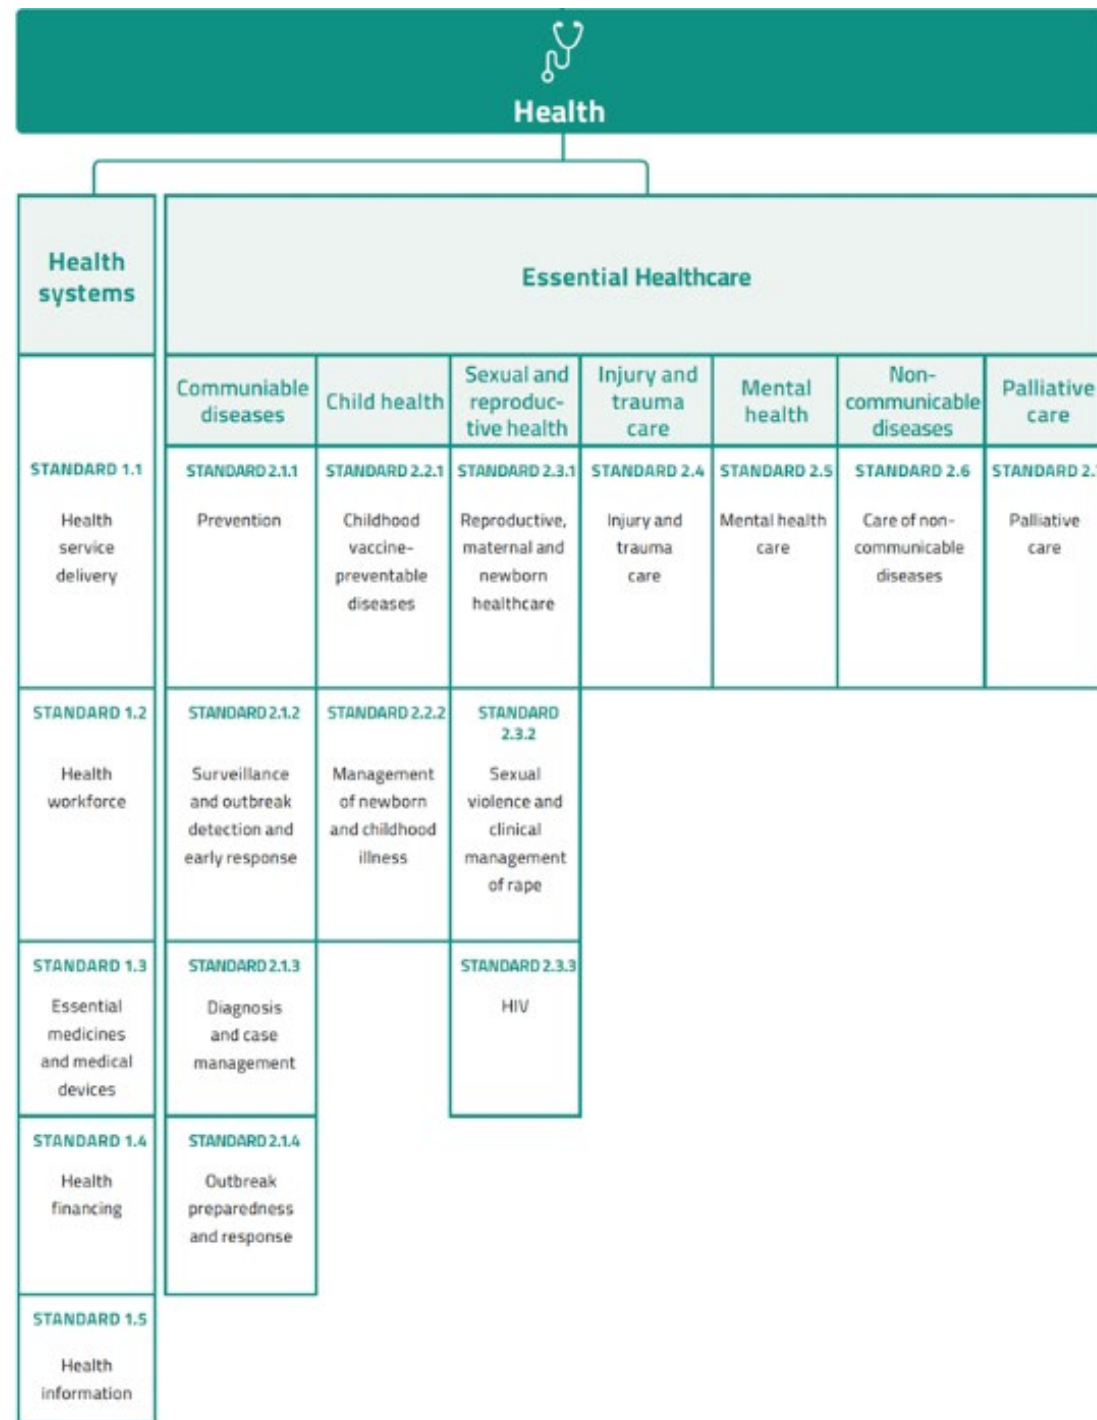 Health
Health
systems
Essential Healthcare
Communiable
diseases
Child health
Sexual and
reproduc-
tive health
Injury and
trauma
care
Mental
health
Non-
communicable
diseases
Palliative
care
STANDARD 1.1
Health
service
delivery
STANDARD 2.1.1
Prevention
STANDARD 2.2.1
Childhood
vaccine-
preventable
diseases
STANDARD 2.3.1
Reproductive,
maternal and
newborn
healthcare
STANDARD 2.4
Injury and
trauma
care
STANDARD 2.5
Mental health
care
STANDARD 2.6
Care of non-
communicable
diseases
STANDARD 2.7
Palliative
care
STANDARD 1.2
Health
workforce
STANDARD 2.1.2
Surveillance
and outbreak
detection and
early response
STANDARD 2.2.2
Management
of newborn
and childhood
illness
STANDARD
2.3.2
Sexual
violence and
clinical
management
of rape
STANDARD 1.3
Essential
medicines
and medical
devices
STANDARD 2.1.3
Diagnosis
and case
management
STANDARD 2.3.3
HIV
STANDARD 1.4
Health
financing
STANDARD 2.1.4
Outbreak
preparedness
and response
STANDARD 1.5
Health
information